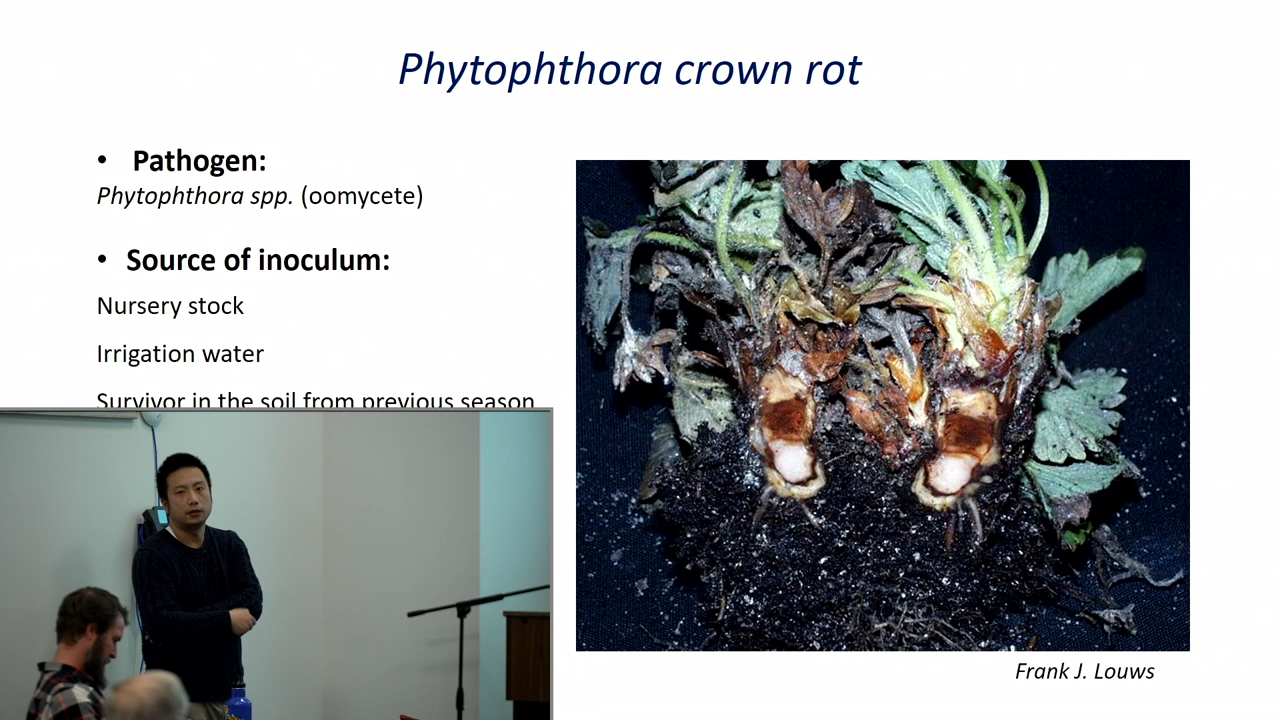 Phytophthora crown rot
• Pathogen:
Phytophthora spp. (oomycete)
• Source of inoculum:
Nursery stock
Irrigation water
Survivor in the soil from previous season
Frank J. Louws